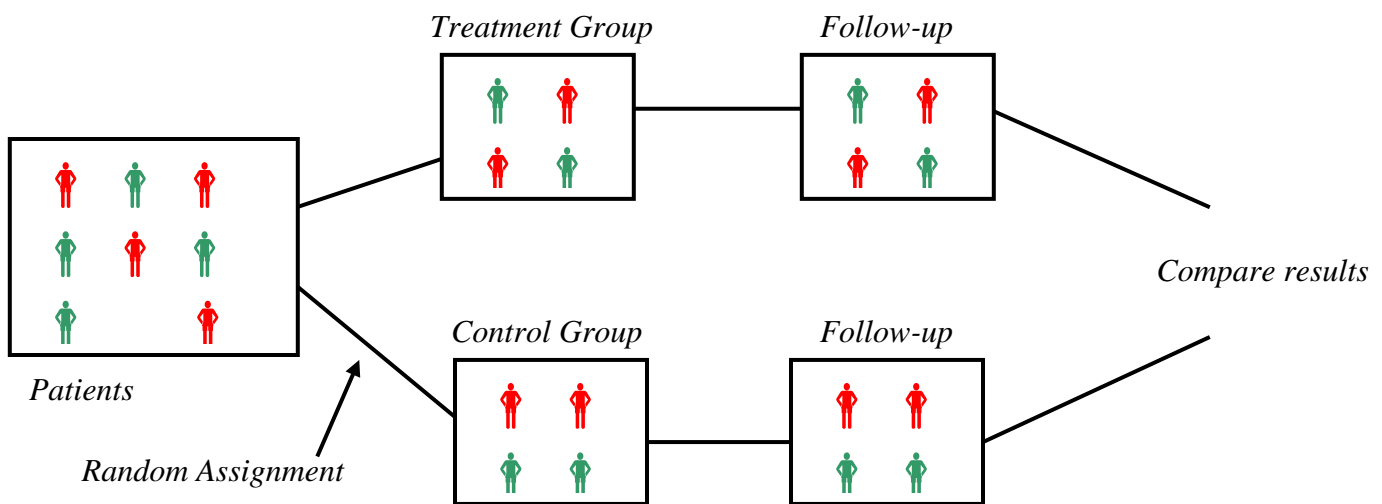 Treatment Group
Follow-up
Patients
Random Assignment
Control Group
Follow-up
Compare results